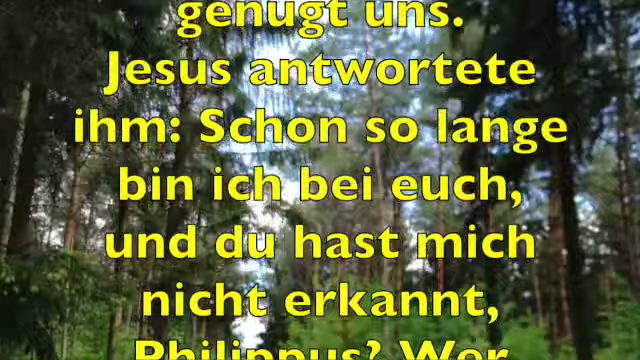 genügt uns.
Jesus antwortete
ihm: Schon so lange
bin ich bei euch,
und du hast mich
nicht erkannt,
Philippus? Wer